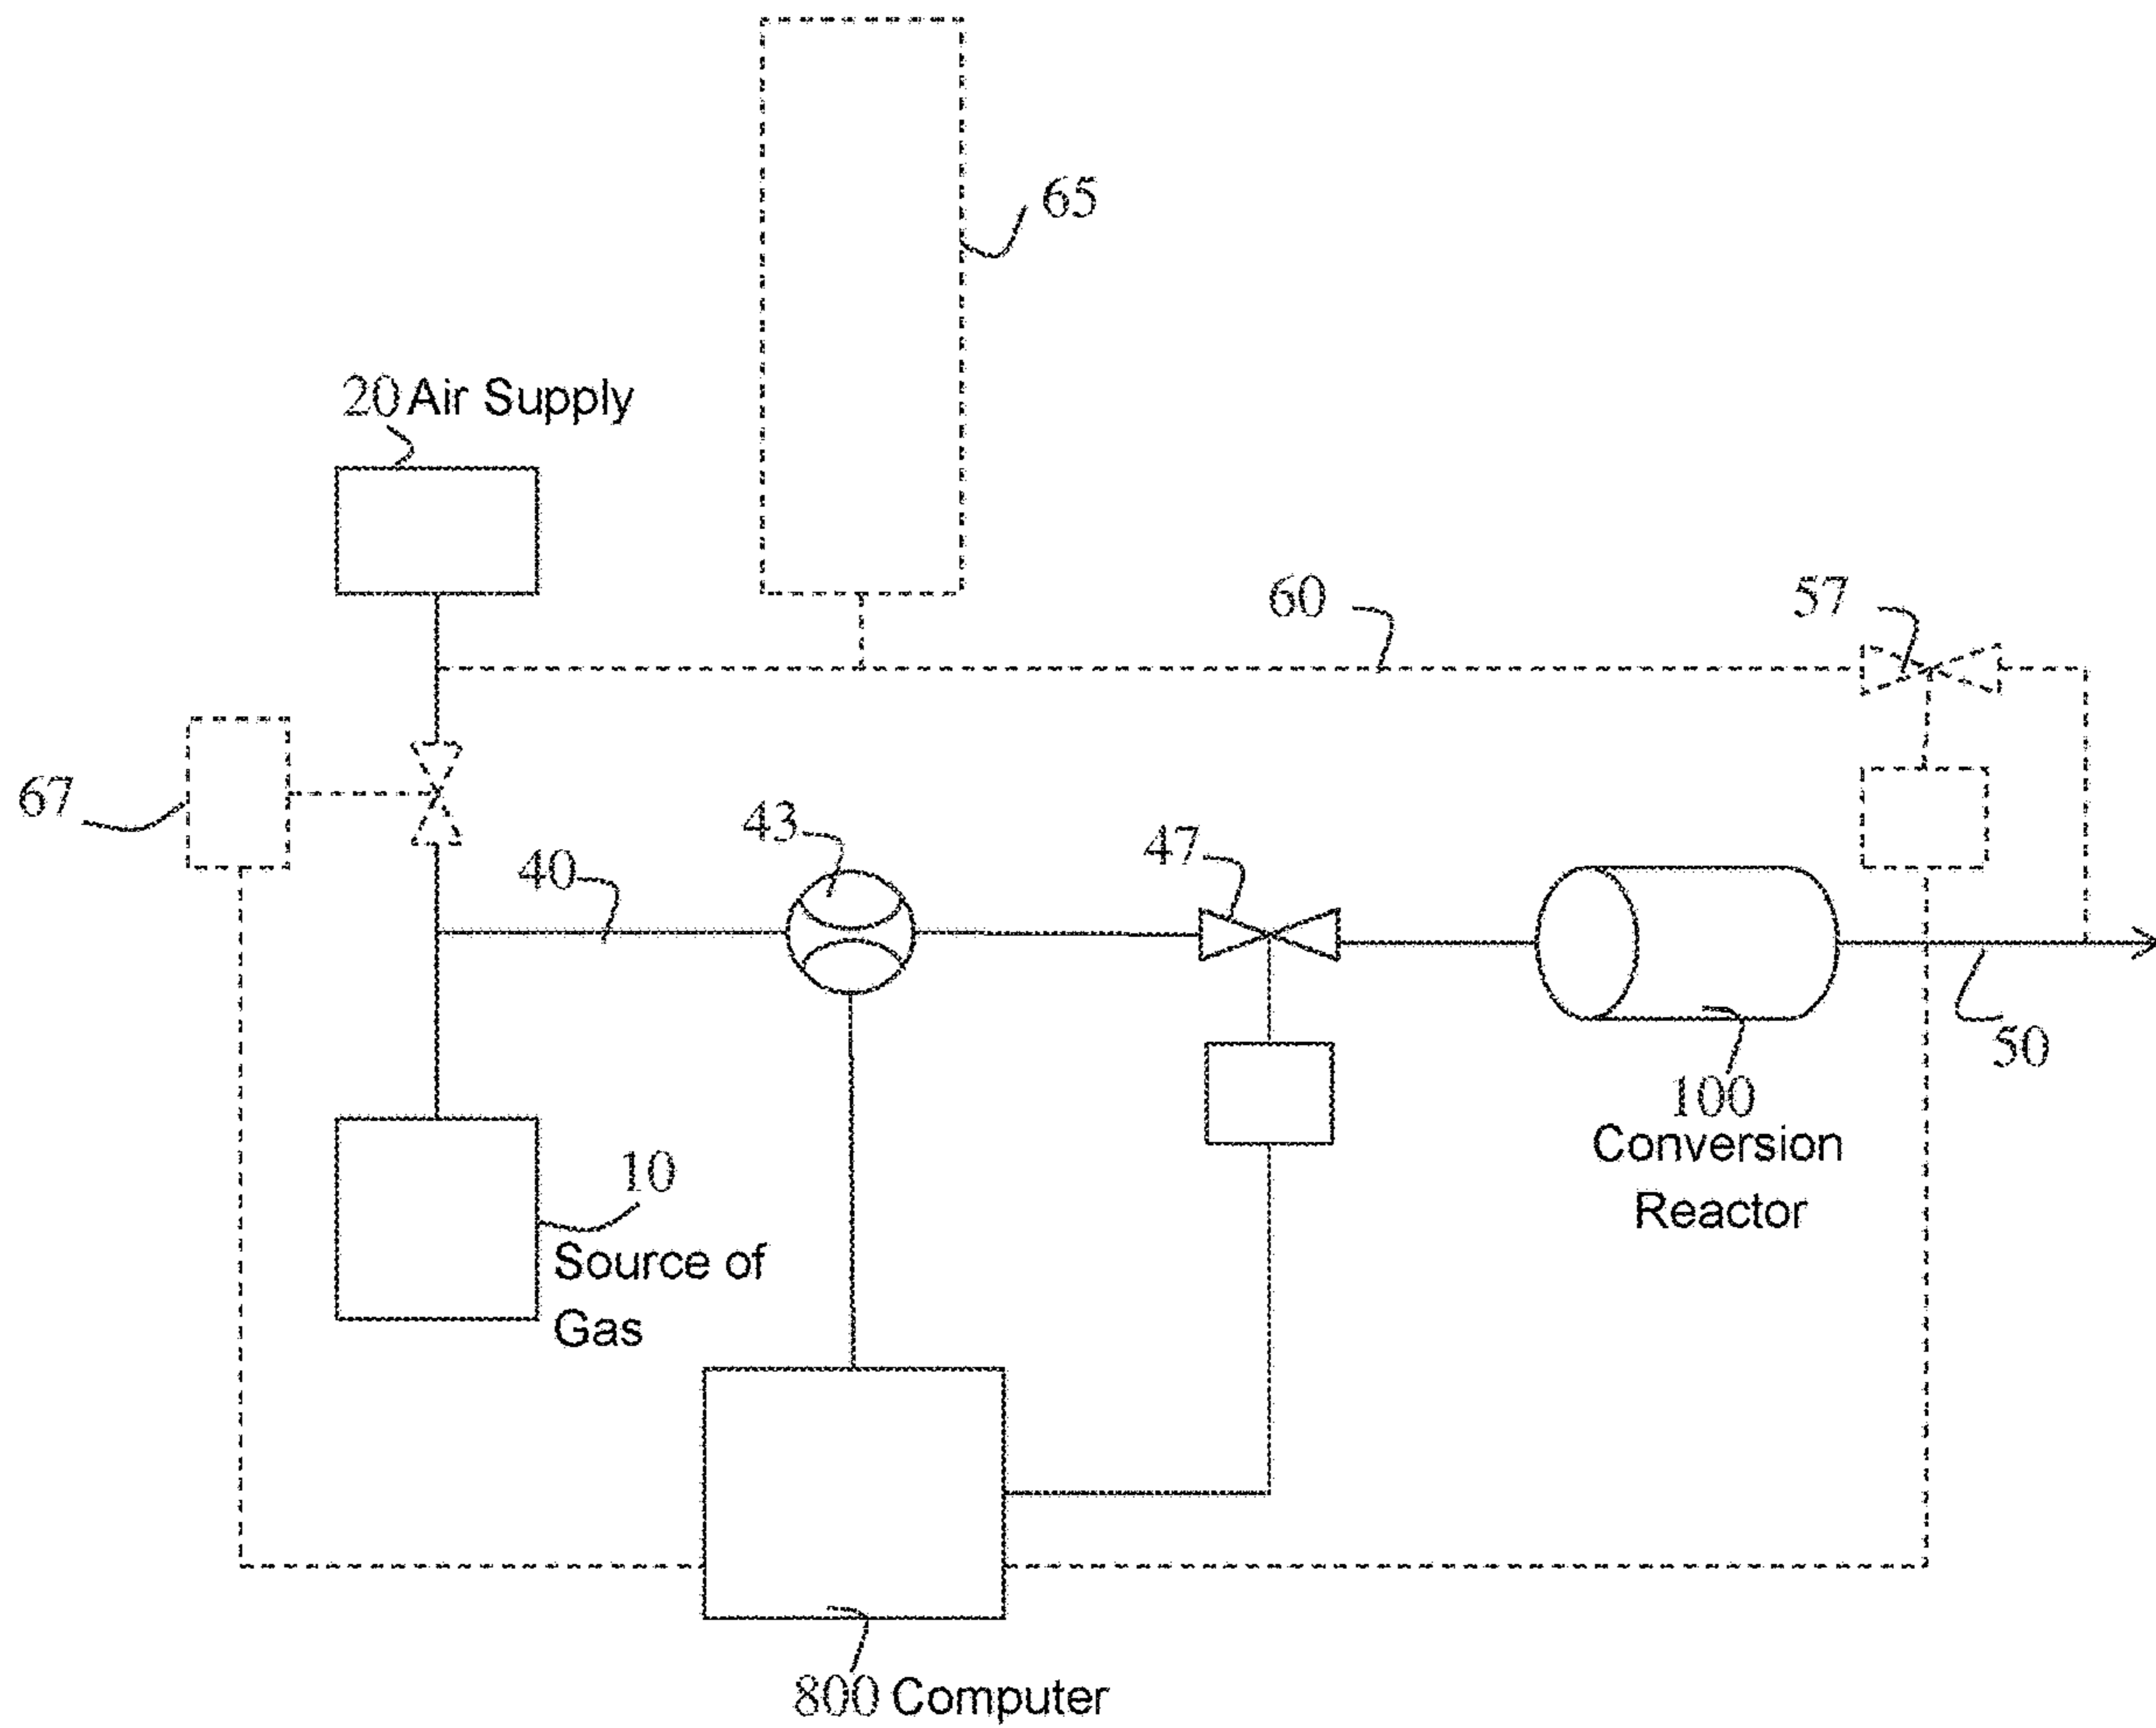 65
20 Air Supply
60
57
67
43
47
40
50
100
Conversion
Reactor
10
Source of
Gas
800 Computer